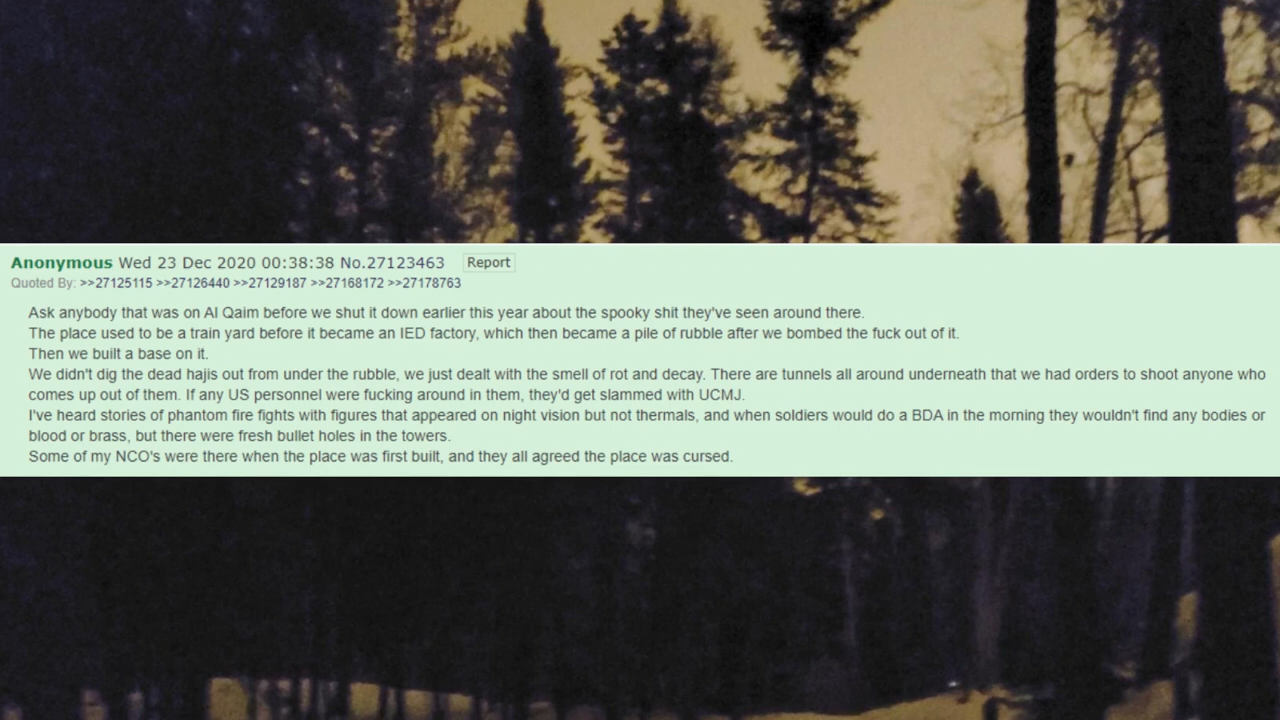 Anonymous Wed 23 Dec 2020 00:38:38 No.27123463 Report
Quoted By: >>27125115 >>27126440 >>27129187 >>27168172 >>27178763
Ask anybody that was on Al Qaim before we shut it down earlier this year about the spooky shit they've seen around there.
The place used to be a train yard before it became an IED factory, which then became a pile of rubble after we bombed the fuck out of it.
Then we built a base on it.
We didn't dig the dead hajis out from under the rubble, we just dealt with the smell of rot and decay. There are tunnels all around underneath that we had orders to shoot anyone who
comes up out of them. If any US personnel were fucking around in them, they'd get slammed with UCMJ.
I've heard stories of phantom fire fights with figures that appeared on night vision but not thermals, and when soldiers would do a BDA in the morning they wouldn't find any bodies or
blood or brass, but there were fresh bullet holes in the towers.
Some of my NCO's were there when the place was first built, and they all agreed the place was cursed.